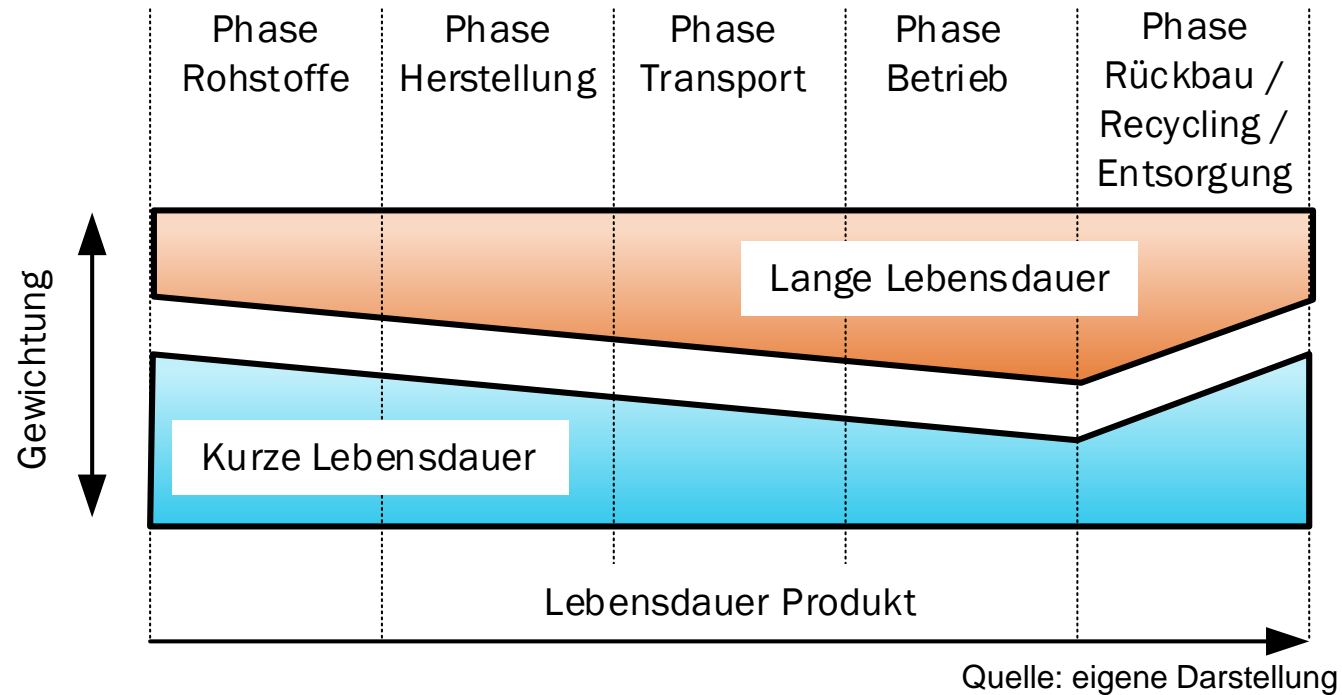 Phase
Rohstoffe
Phase
Herstellung
Phase
Transport
Phase
Betrieb
Phase
Rückbau /
Recycling /
Entsorgung
Gewichtung
Lange Lebensdauer
Kurze Lebensdauer
Lebensdauer Produkt
Quelle: eigene Darstellung